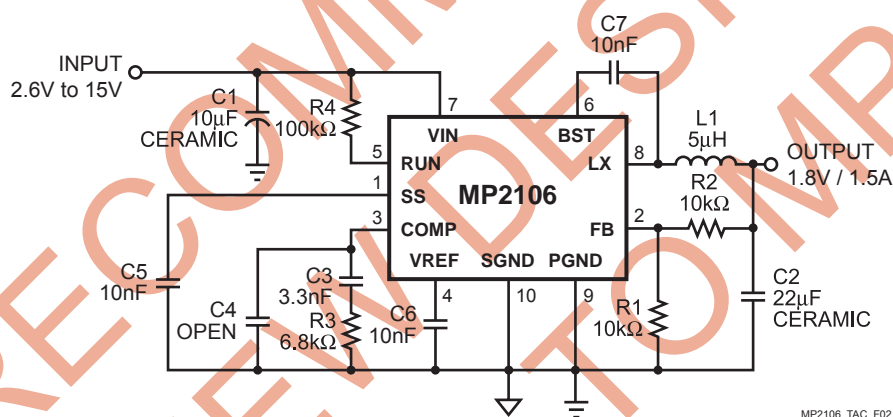 C7
10nF
INPUT
2.6V to 15V
C1
10µF
CERAMIC
R4
100kΩ
7
6
VIN
BST
L1
5µH
5
RUN
LX
8
OUTPUT
1.8V / 1.5A
1
SS
MP2106
R2
10kΩ
3
COMP
FB
2
VREF
SGND
PGND
C5
10nF
C4
OPEN
C3
3.3nF
R3
6.8kΩ
4
C6
10nF
10
9
R1
10kΩ
C2
22µF
CERAMIC
MP2106_TAC_F02